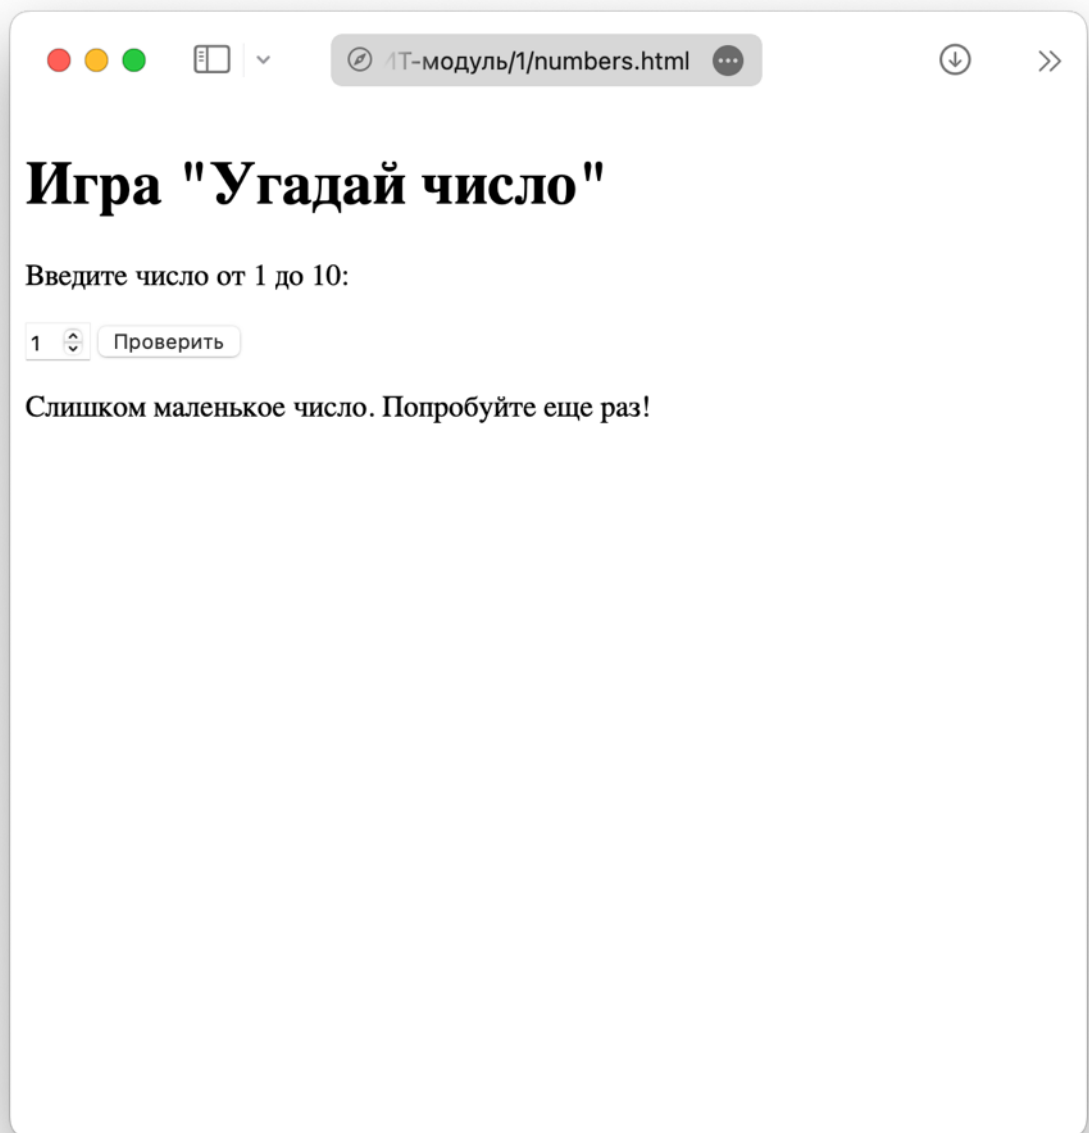 -модуль/1/numbers.html
Игра "Угадай число"
Введите число от 1 до 10:
1 Проверить
Слишком маленькое число. Попробуйте еще раз!